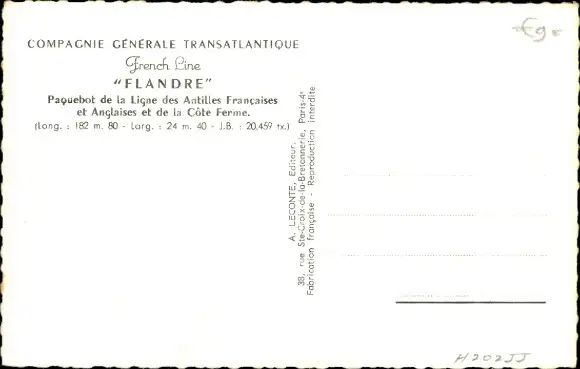 COMPAGNIE GÉNÉRALE TRANSATLANTIQUE
French Line
"FLANDRE"
Paquebot de la Ligne des Antilles Françaises
et Anglaises et de la Côte Ferme.
(Long. : 182 m. 80 - Larg. : 24 m. 40 - J.B. : 20.459 tx.)
A. LECONTE, Editeur,
38, rue Ste-Croix-de-la-Bretonnerie, Paris-4e
Fabrication française - Reproduction interdite
€9=
H202JJ